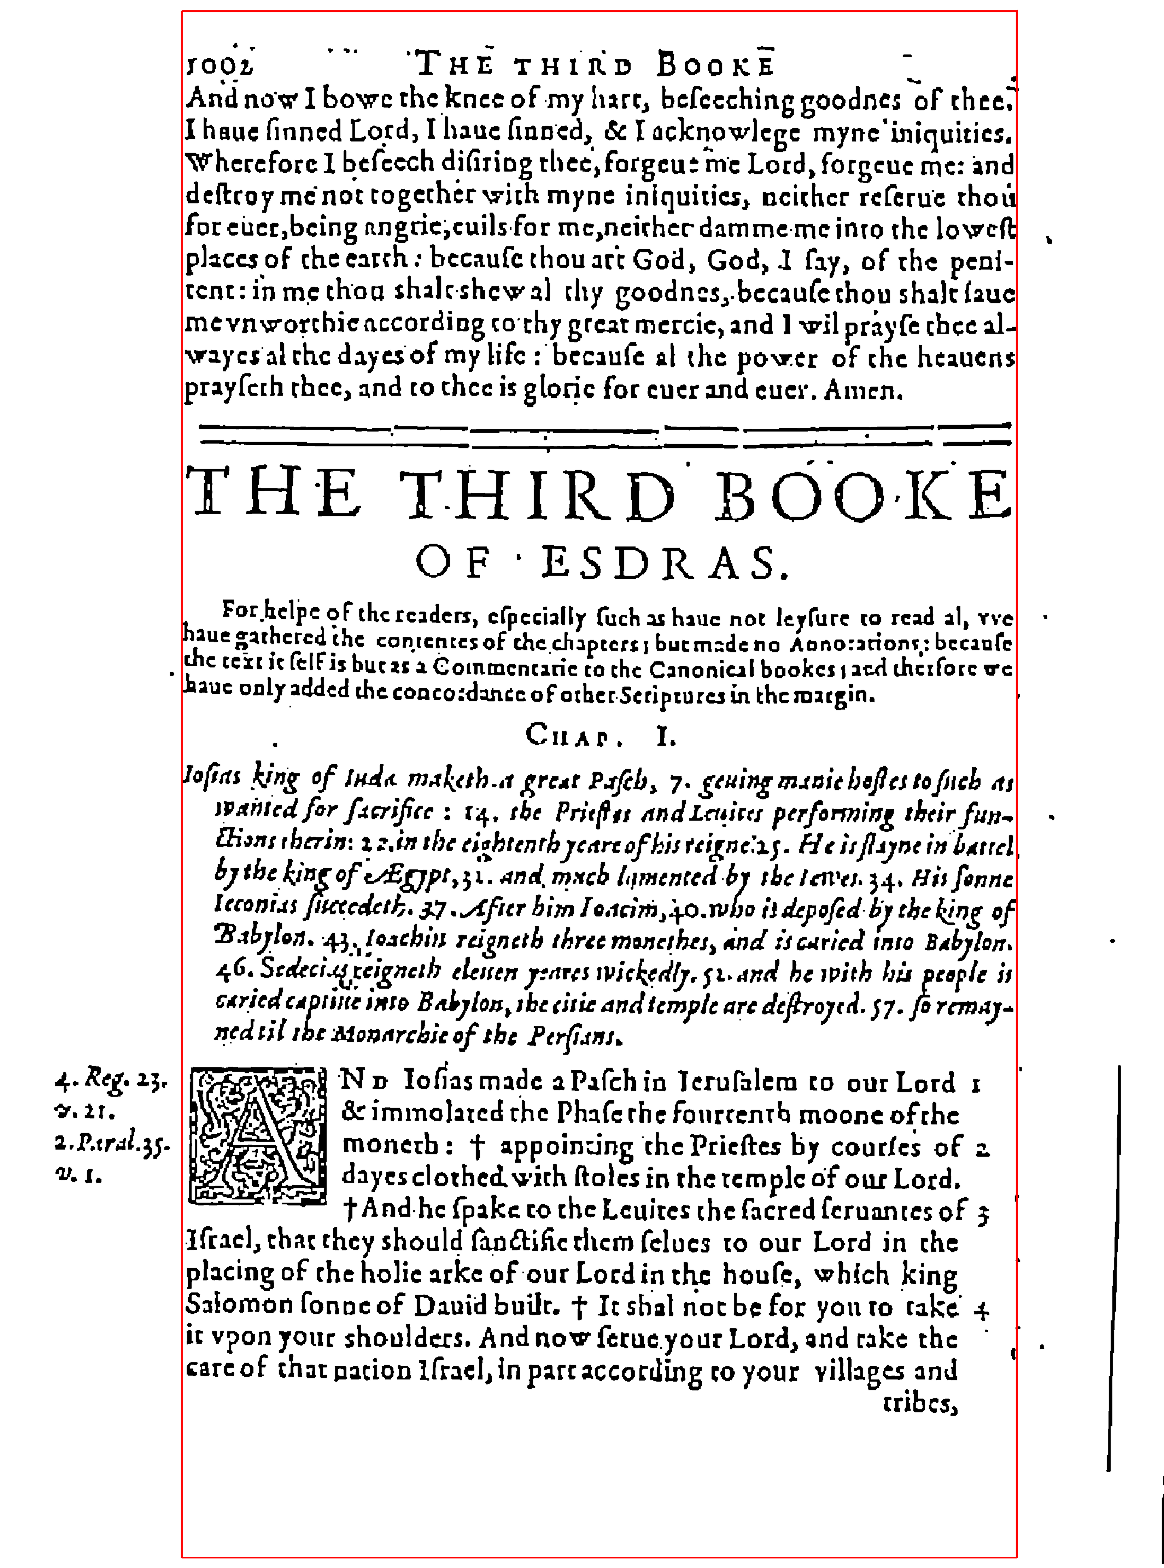 1002 THE THIRD BOOKE
And now I bowe the knee of my hart, beſeeching goodnes of thee.
I haue ſinned Lord, I haue ſinned, & I acknowlege myne iniquities.
Wherefore I beſeech diſiring thee, forgeue me Lord, forgeue me: and
deſtroy me not together with myne iniquities, neither reſerue thou
for euer, being angrie, euils for me, neither damme me into the loweſt
places of the earth: becauſe thou art God, God, I ſay, of the peni-
tent: in me thou shalt shew al thy goodnes, becauſe thou shalt ſaue
me vnworthie according to thy great mercie, and I wil prayſe thee al-
wayes al the dayes of my life: becauſe al the power of the heauens
prayſeth thee, and to thee is glorie for euer and euer. Amen.
THE THIRD BOOKE
OF ESDRAS.
For helpe of the readers, eſpecially ſuch as haue not leyſure to read al, vve
haue gathered the contentes of the chapters; but made no Annotations: becauſe
the text it ſelf is but as a Commentarie to the Canonical bookes; and therfore we
haue only added the concordance of other Scriptures in the margin.
CHAP. I.
Ioſias king of Iuda maketh a great Paſch, 7. geuing manie hoſtes to ſuch as
wanted for ſacrifice: 14. the Prieſtes and Leuites performing their fun-
ctions therin: 22. in the eightenth yeare of his reigne. 25. He is ſlayne in battel
by the king of Ægypt, 31. and much lamented by the Iewes. 34. His ſonne
Ieconias ſuccedeth. 37. After him Ioacim, 40. who is depoſed by the king of
Babylon. 43. Ioachin reigneth three monethes, and is caried into Babylon.
46. Sedecias reigneth eleuen yeares wickedly. 52. and he with his people is
caried captiue into Babylon, the citie and temple are deſtroyed. 57. ſo remay-
ned til the Monarchie of the Perſians.
4. Reg. 23.
v. 21.
2. Paral. 35.
v. 1.
AND Ioſias made a Paſch in Ieruſalem to our Lord 1
& immolated the Phaſe the fourtenth moone of the
moneth: † appointing the Prieſtes by courſes of 2
dayes clothed with ſtoles in the temple of our Lord.
† And he ſpake to the Leuites the ſacred ſeruantes of 3
Iſrael, that they should ſanctifie them ſelues to our Lord in the
placing of the holie arke of our Lord in the houſe, which king
Salomon ſonne of Dauid built. † It shal not be for you to take 4
it vpon your shoulders. And now ſerue your Lord, and take the
care of that nation Iſrael, in part according to your villages and
tribes,